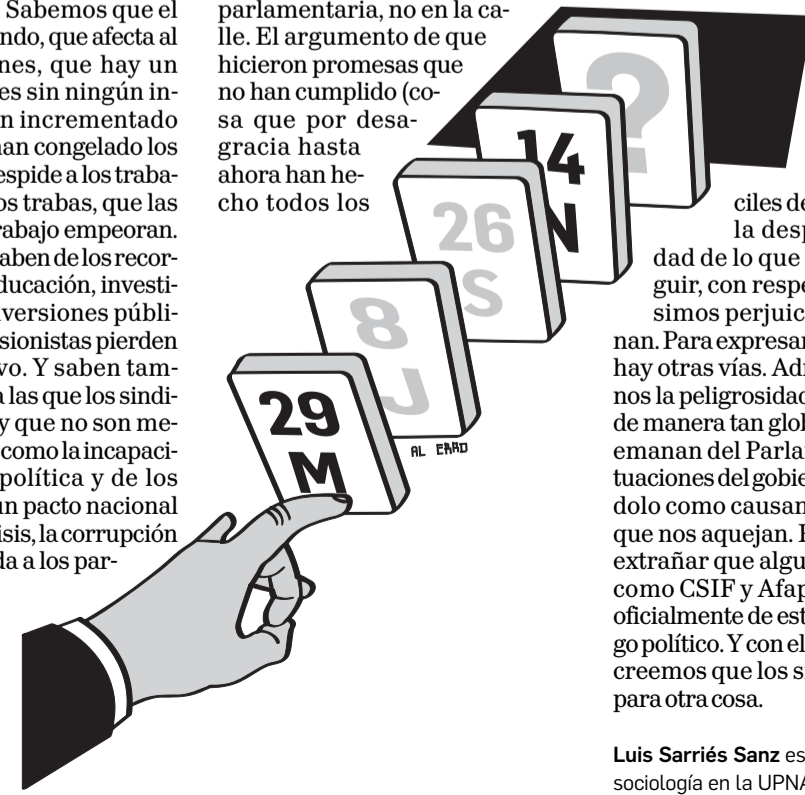 Sabemos que el
ndo, que afecta al
nes, que hay un
es sin ningún in-
n incrementado
nan congelado los
espide a los traba-
os trabas, que las
rabajo empeoran.
aben de los recor-
ducación, investi-
versiones públi-
sionistas pierden
vo. Y saben tam-
a las que los sindi-
y que no son me-
como la incapaci-
política y de los
un pacto nacional
isis, la corrupción
da a los par-
parlamentaria, no en la ca-
lle. El argumento de que
hicieron promesas que
no han cumplido (co-
sa que por desa-
gracia hasta
ahora han he-
cho todos los
?
14
N
26
S
8
J
29
M
AL ERRO
ciles de
la desp
dad de lo que
guir, con respe
simos perjuic
nan. Para expresar
hay otras vías. Adr
nos la peligrosidad
de manera tan glob
emanan del Parlar
tuaciones del gobie
dolo como causan
que nos aquejan. E
extrañar que algu
como CSIF y Afap
oficialmente de est
go político. Y con el
creemos que los s
para otra cosa.
Luis Sarriés Sanz es
sociología en la UPNA